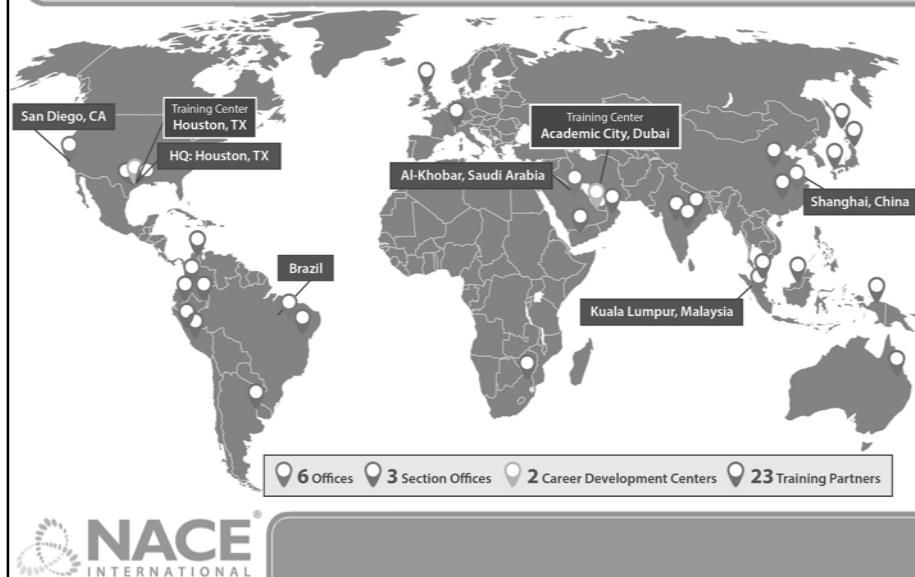 San Diego, CA
Training Center
Houston, TX
HQ: Houston, TX
Training Center
Academic City, Dubai
Al-Khobar, Saudi Arabia
Shanghai, China
Brazil
Kuala Lumpur, Malaysia
6 Offices 3 Section Offices 2 Career Development Centers 23 Training Partners
NACE®
INTERNATIONAL